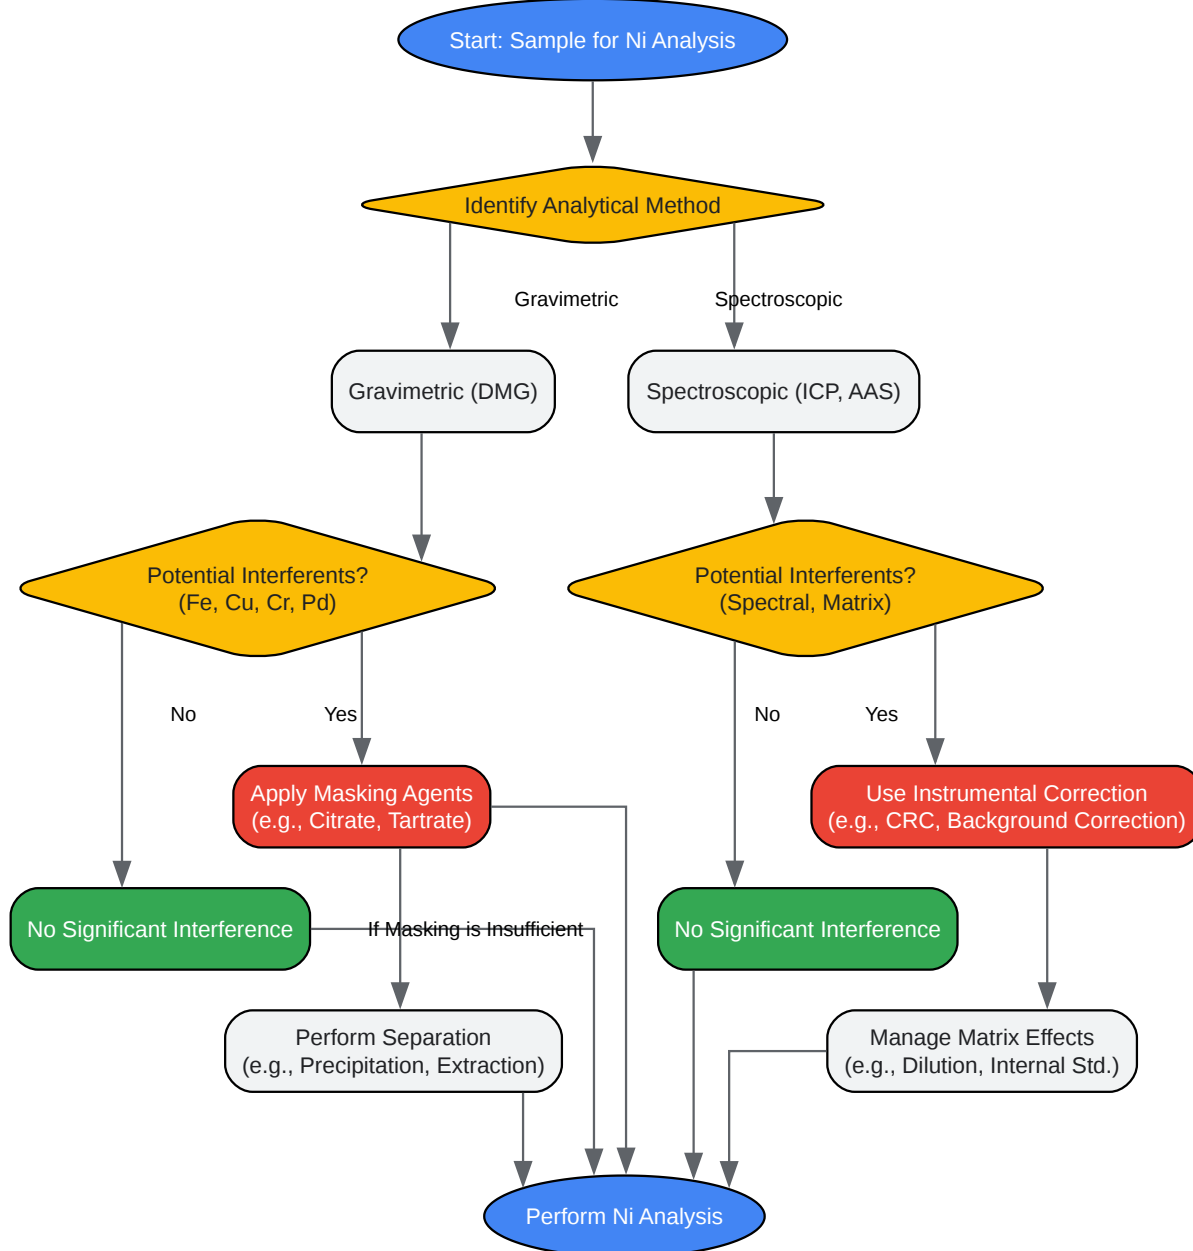 Start: Sample for Ni Analysis
Identify Analytical Method
Gravimetric
Spectroscopic
Gravimetric (DMG)
Spectroscopic (ICP, AAS)
Potential Interferents?
(Fe, Cu, Cr, Pd)
Potential Interferents?
(Spectral, Matrix)
No
Yes
No
Yes
Apply Masking Agents
(e.g., Citrate, Tartrate)
Use Instrumental Correction
(e.g., CRC, Background Correction)
No Significant Interference
If Masking is Insufficient
No Significant Interference
Perform Separation
(e.g., Precipitation, Extraction)
Manage Matrix Effects
(e.g., Dilution, Internal Std.)
Perform Ni Analysis